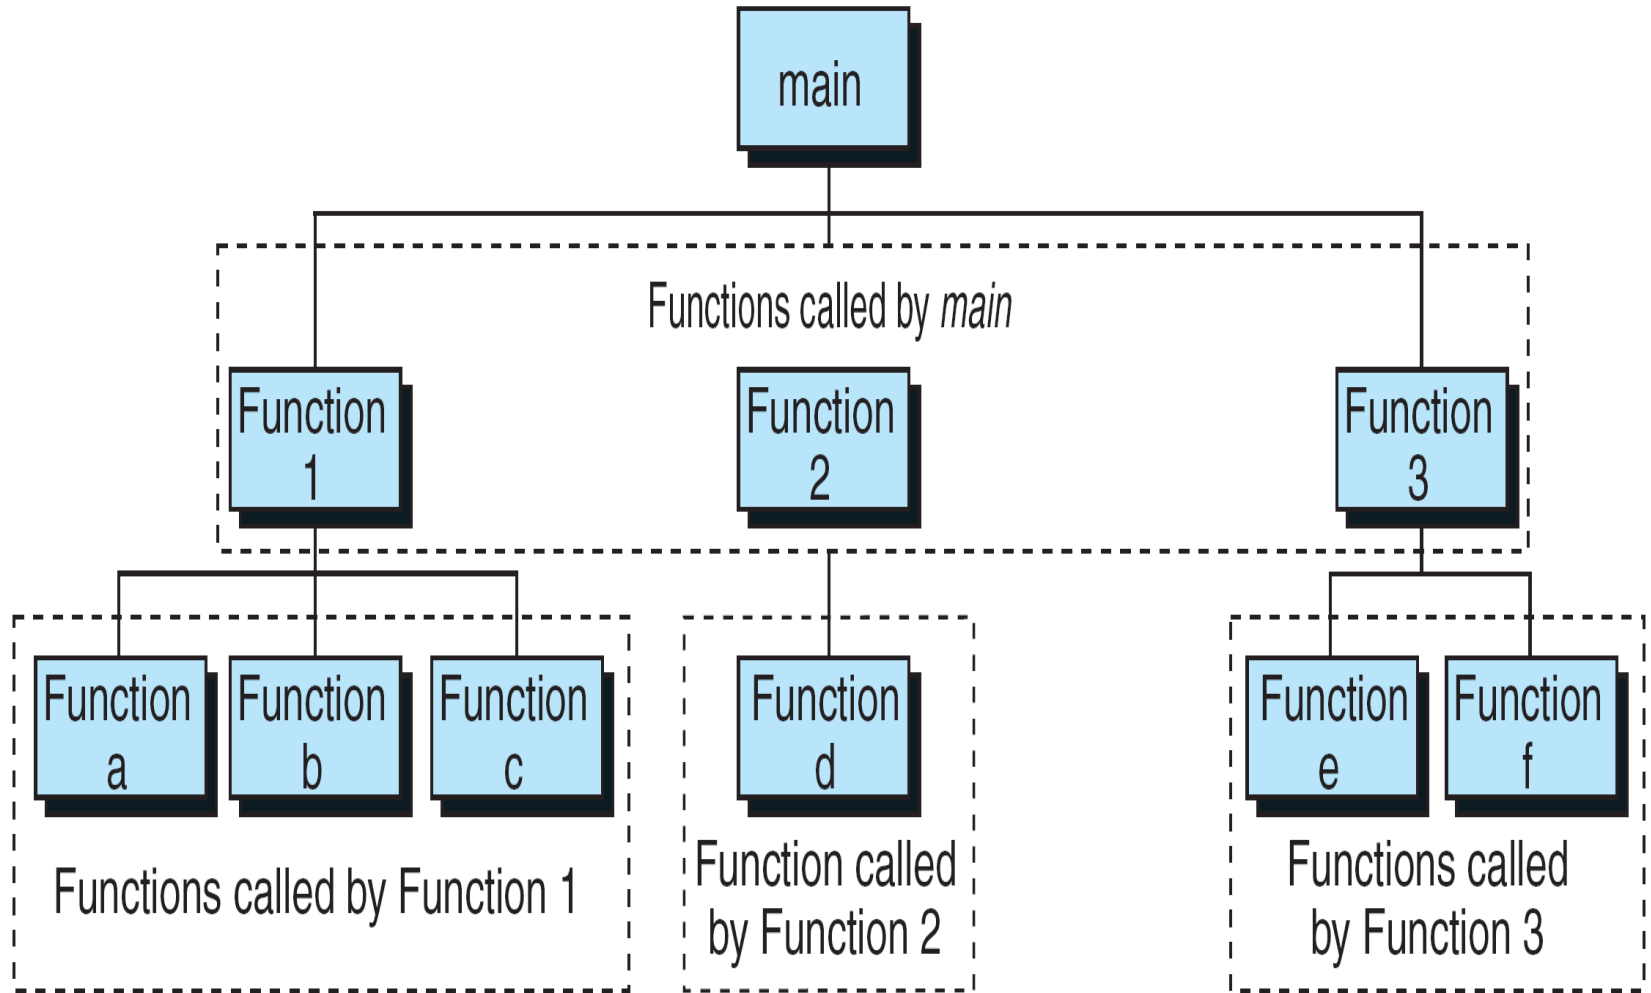 main
Functions called by main
Function
1
Function
2
Function
3
Function
a
Function
b
Function
c
Function
d
Function
e
Function
f
Functions called by Function 1
Function called
by Function 2
Functions called
by Function 3